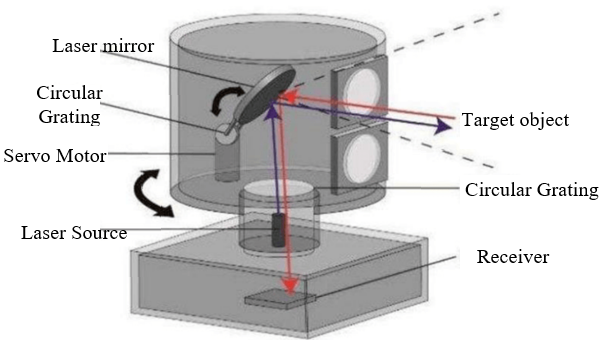 Laser mirror
Circular
Grating
Servo Motor
Target object
Circular Grating
Laser Source
Receiver